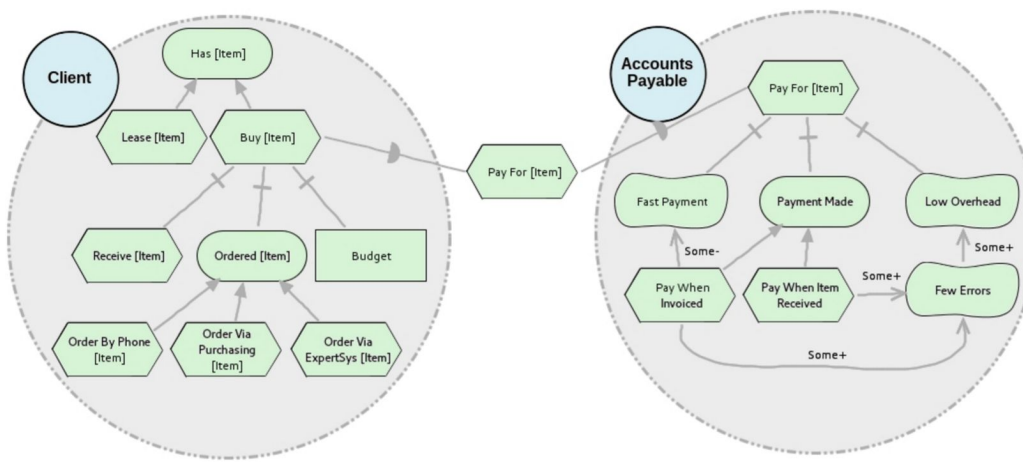 Client
Has [Item]
Lease [Item]
Buy [Item]
Receive [Item]
Ordered [Item]
Budget
Order By Phone
[Item]
Order Via
Purchasing
[Item]
Order Via
ExpertSys [Item]
Pay For [Item]
Accounts
Payable
Pay For [Item]
Fast Payment
Payment Made
Low Overhead
Some-
Some+
Pay When
Invoiced
Pay When Item
Received
Some+
Few Errors
Some+